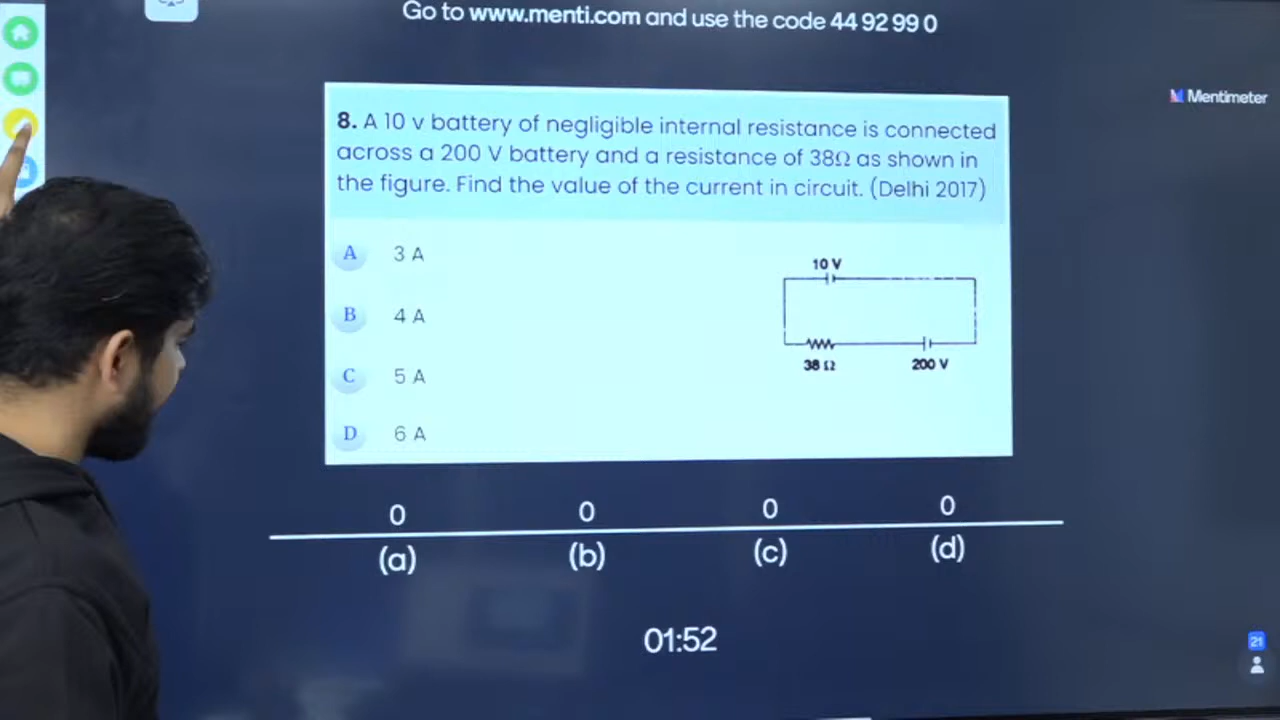 Go to www.menti.com and use the code 44 92 99 0
Mentimeter
8. A 10 v battery of negligible internal resistance is connected
across a 200 V battery and a resistance of 38Ω as shown in
the figure. Find the value of the current in circuit. (Delhi 2017)
A 3 A
B 4 A
C 5 A
D 6 A
10 V
38 Ω
200 V
0 0 0 0
(a) (b) (c) (d)
01:52
21